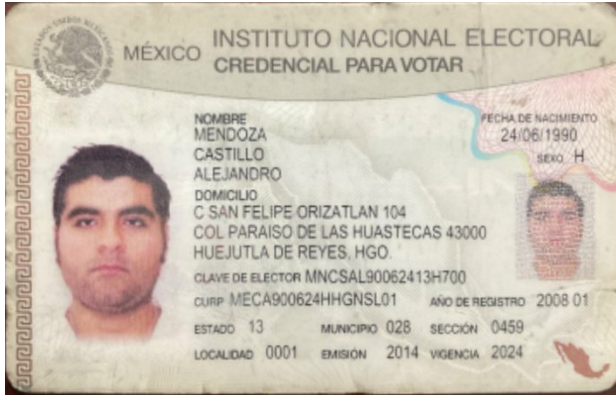 MÉXICO INSTITUTO NACIONAL ELECTORAL
CREDENCIAL PARA VOTAR
NOMBRE
MENDOZA
CASTILLO
ALEJANDRO
FECHA DE NACIMIENTO
24/06/1990
SEXO H
DOMICILIO
C SAN FELIPE ORIZATLAN 104
COL PARAISO DE LAS HUASTECAS 43000
HUEJUTLA DE REYES, HGO.
CLAVE DE ELECTOR MNCSAL90062413H700
CURP MECA900624HHGNSL01 AÑO DE REGISTRO 2008 01
ESTADO 13 MUNICIPIO 028 SECCIÓN 0459
LOCALIDAD 0001 EMISIÓN 2014 VIGENCIA 2024